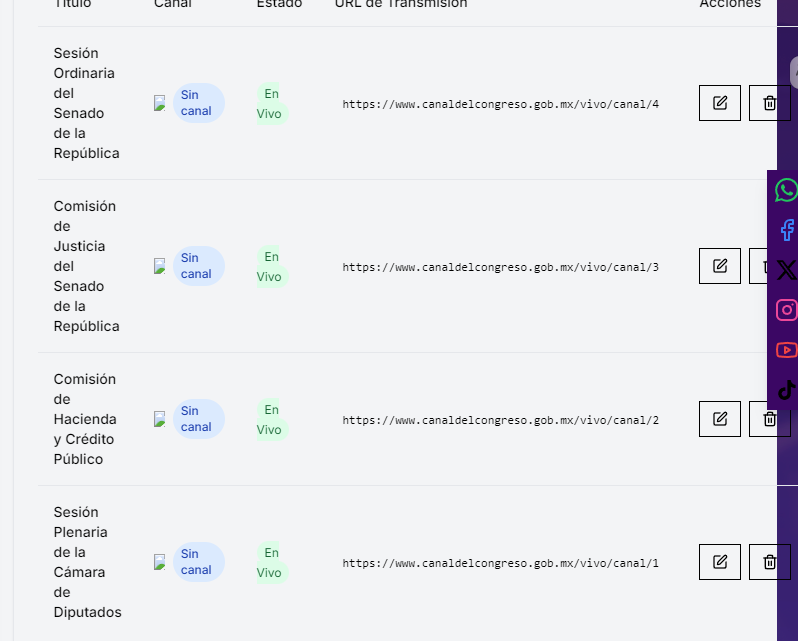 Título Canal Estado URL de Transmisión Acciones
Sesión
Ordinaria
del
Senado
de la
República
Sin
canal
En
Vivo
https://www.canaldelcongreso.gob.mx/vivo/canal/4
Comisión
de
Justicia
del
Senado
de la
República
Sin
canal
En
Vivo
https://www.canaldelcongreso.gob.mx/vivo/canal/3
Comisión
de
Hacienda
y Crédito
Público
Sin
canal
En
Vivo
https://www.canaldelcongreso.gob.mx/vivo/canal/2
Sesión
Plenaria
de la
Cámara
de
Diputados
Sin
canal
En
Vivo
https://www.canaldelcongreso.gob.mx/vivo/canal/1